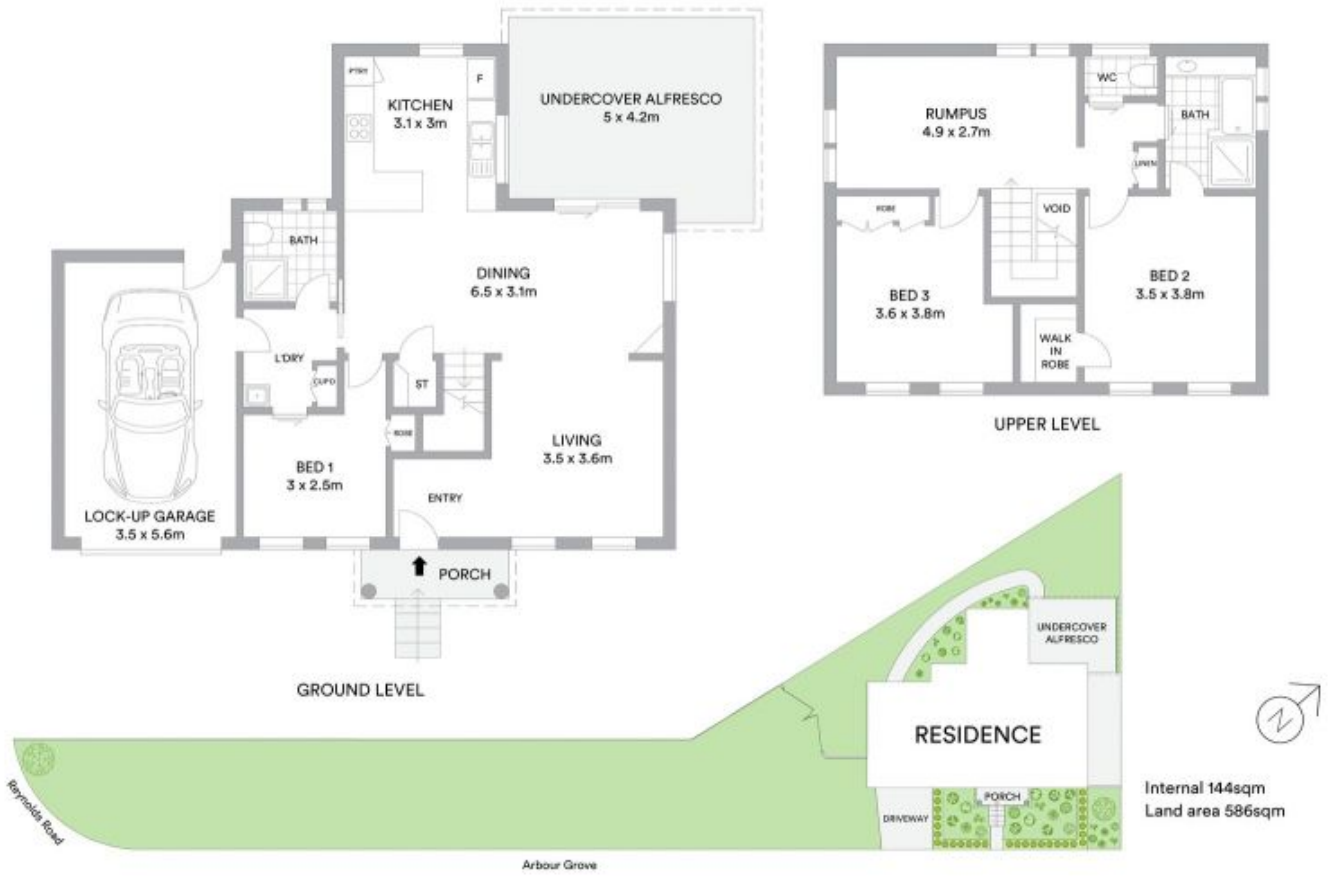 PTRY
F
KITCHEN
3.1 x 3m
UNDERCOVER ALFRESCO
5 x 4.2m
BATH
DINING
6.5 x 3.1m
L'DRY
CUP'D
ST
ROBE
BED 1
3 x 2.5m
LIVING
3.5 x 3.6m
ENTRY
LOCK-UP GARAGE
3.5 x 5.6m
PORCH
GROUND LEVEL
WC
BATH
RUMPUS
4.9 x 2.7m
LINEN
ROBE
VOID
BED 3
3.6 x 3.8m
BED 2
3.5 x 3.8m
WALK
IN
ROBE
UPPER LEVEL
UNDERCOVER
ALFRESCO
RESIDENCE
PORCH
DRIVEWAY
Reynolds Road
Arbour Grove
N
Internal 144sqm
Land area 586sqm